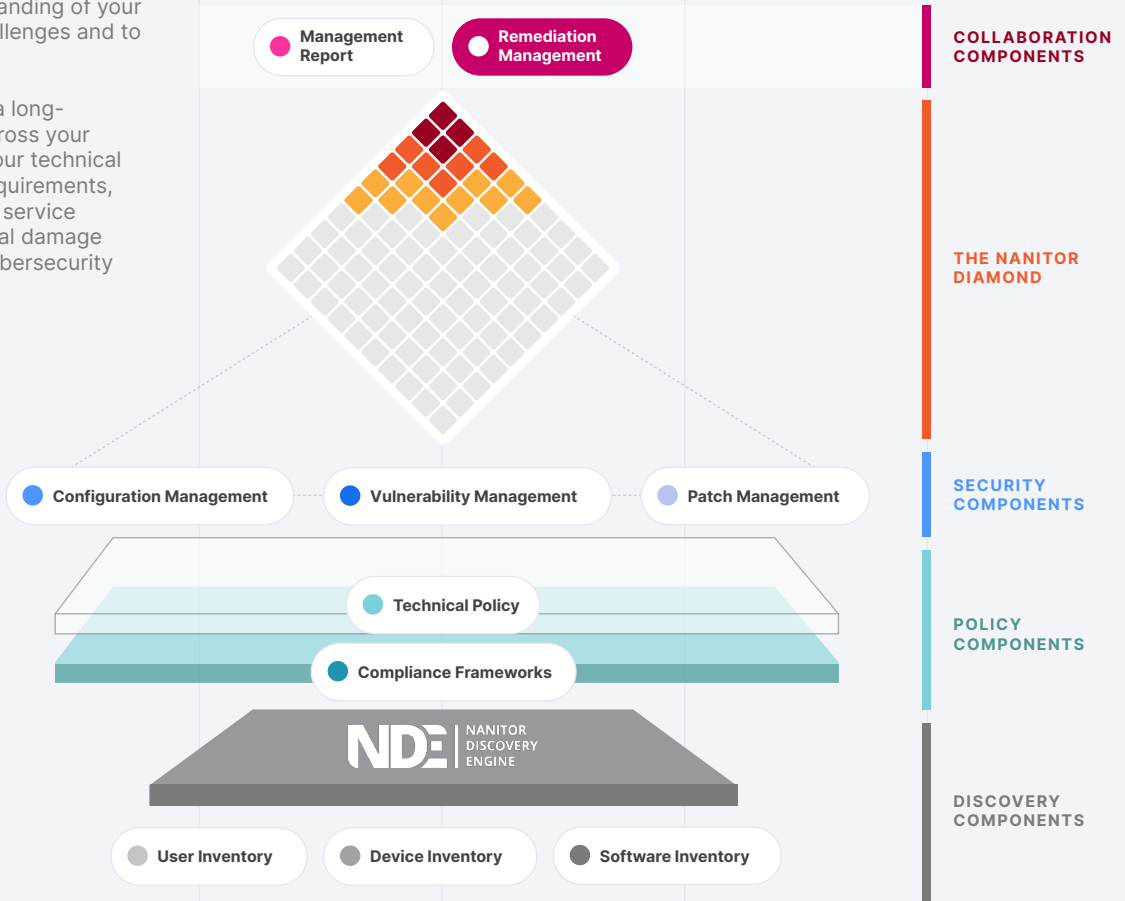 anding of your
llenges and to
a long-
ross your
our technical
quirements,
service
al damage
bersecurity
Management
Report
Remediation
Management
COLLABORATION
COMPONENTS
THE NANITOR
DIAMOND
Configuration Management
Vulnerability Management
Patch Management
SECURITY
COMPONENTS
Technical Policy
Compliance Frameworks
POLICY
COMPONENTS
NDE
NANITOR
DISCOVERY
ENGINE
DISCOVERY
COMPONENTS
User Inventory
Device Inventory
Software Inventory